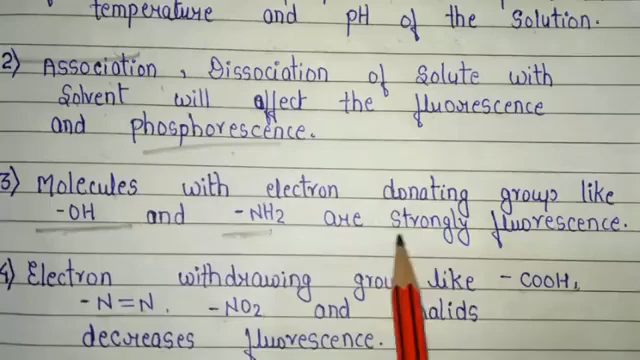 temperature and pH of the solution.
2) Association, Dissociation of solute with
solvent will affect the fluorescence
and phosphorescence.
3) Molecules with electron donating group like
-OH and -NH2 are strongly fluorescence.
4) Electron withdrawing like -COOH,
-N=N. -NO2 and
decreases fluorescence.